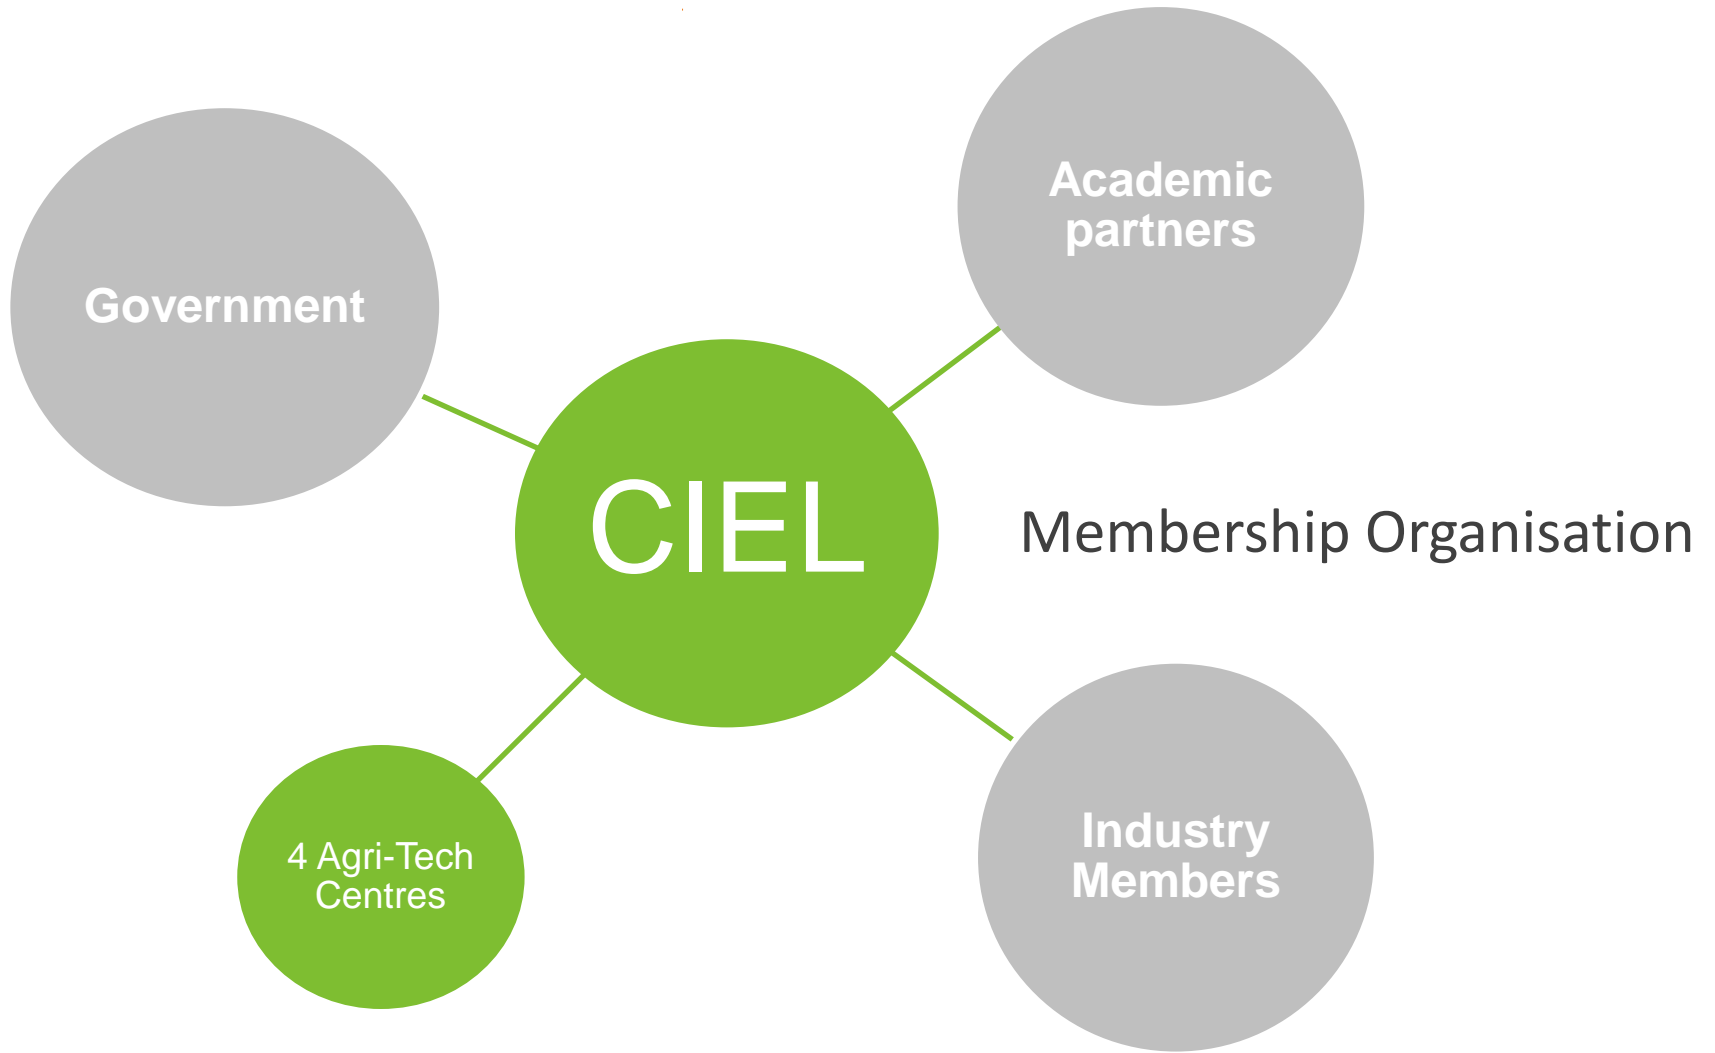 Academic
partners
Government
CIEL
Membership Organisation
Industry
Members
4 Agri-Tech
Centres